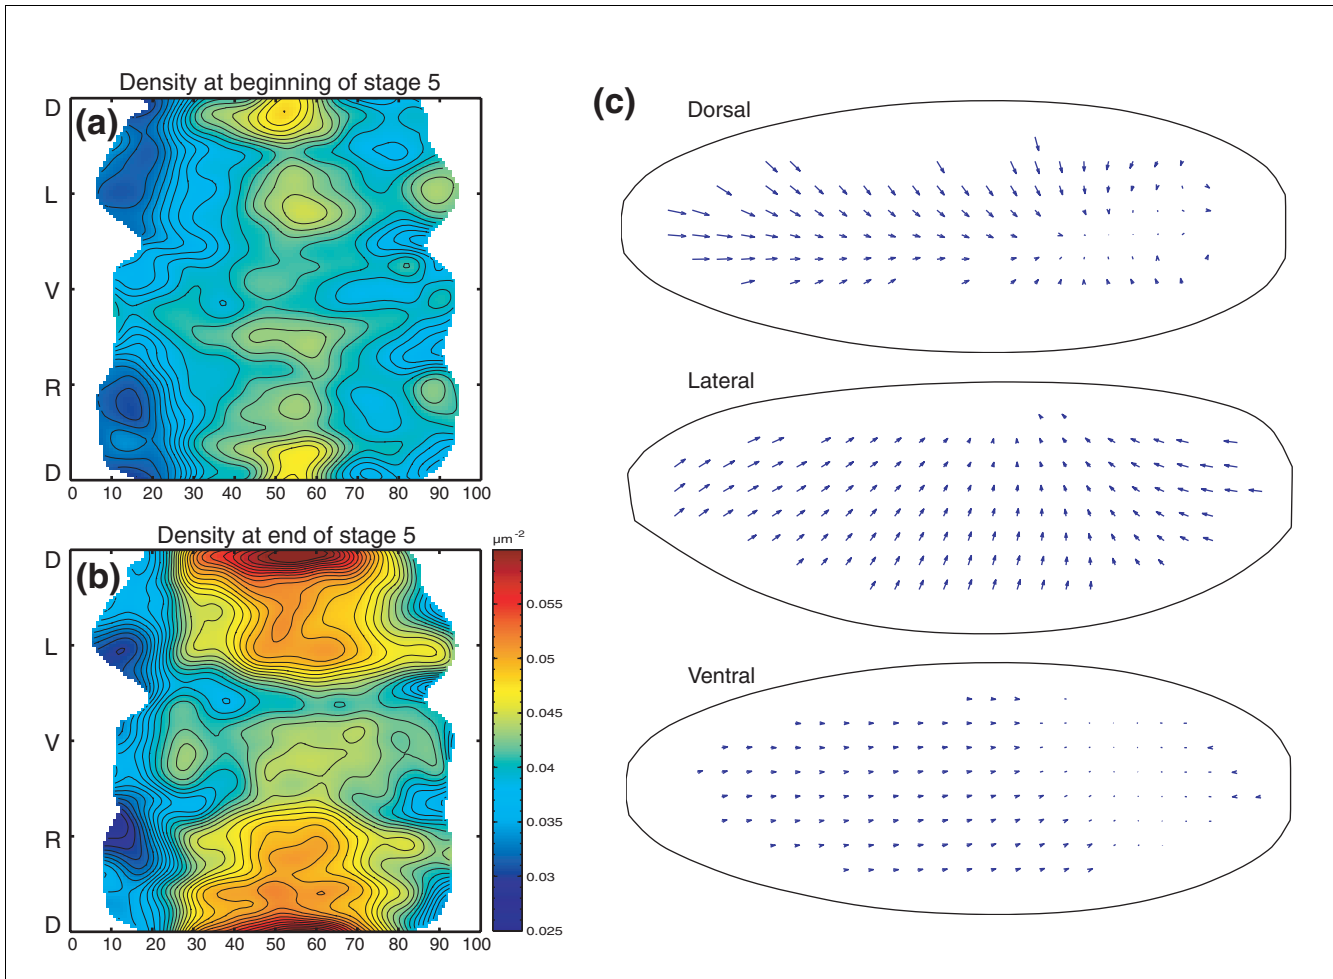 Density at beginning of stage 5
(a)
D
L
V
R
D
0 10 20 30 40 50 60 70 80 90 100
Density at end of stage 5
(b)
D
L
V
R
D
0 10 20 30 40 50 60 70 80 90 100
µm⁻²
0.055
0.05
0.045
0.04
0.035
0.03
0.025
(c)
Dorsal
Lateral
Ventral